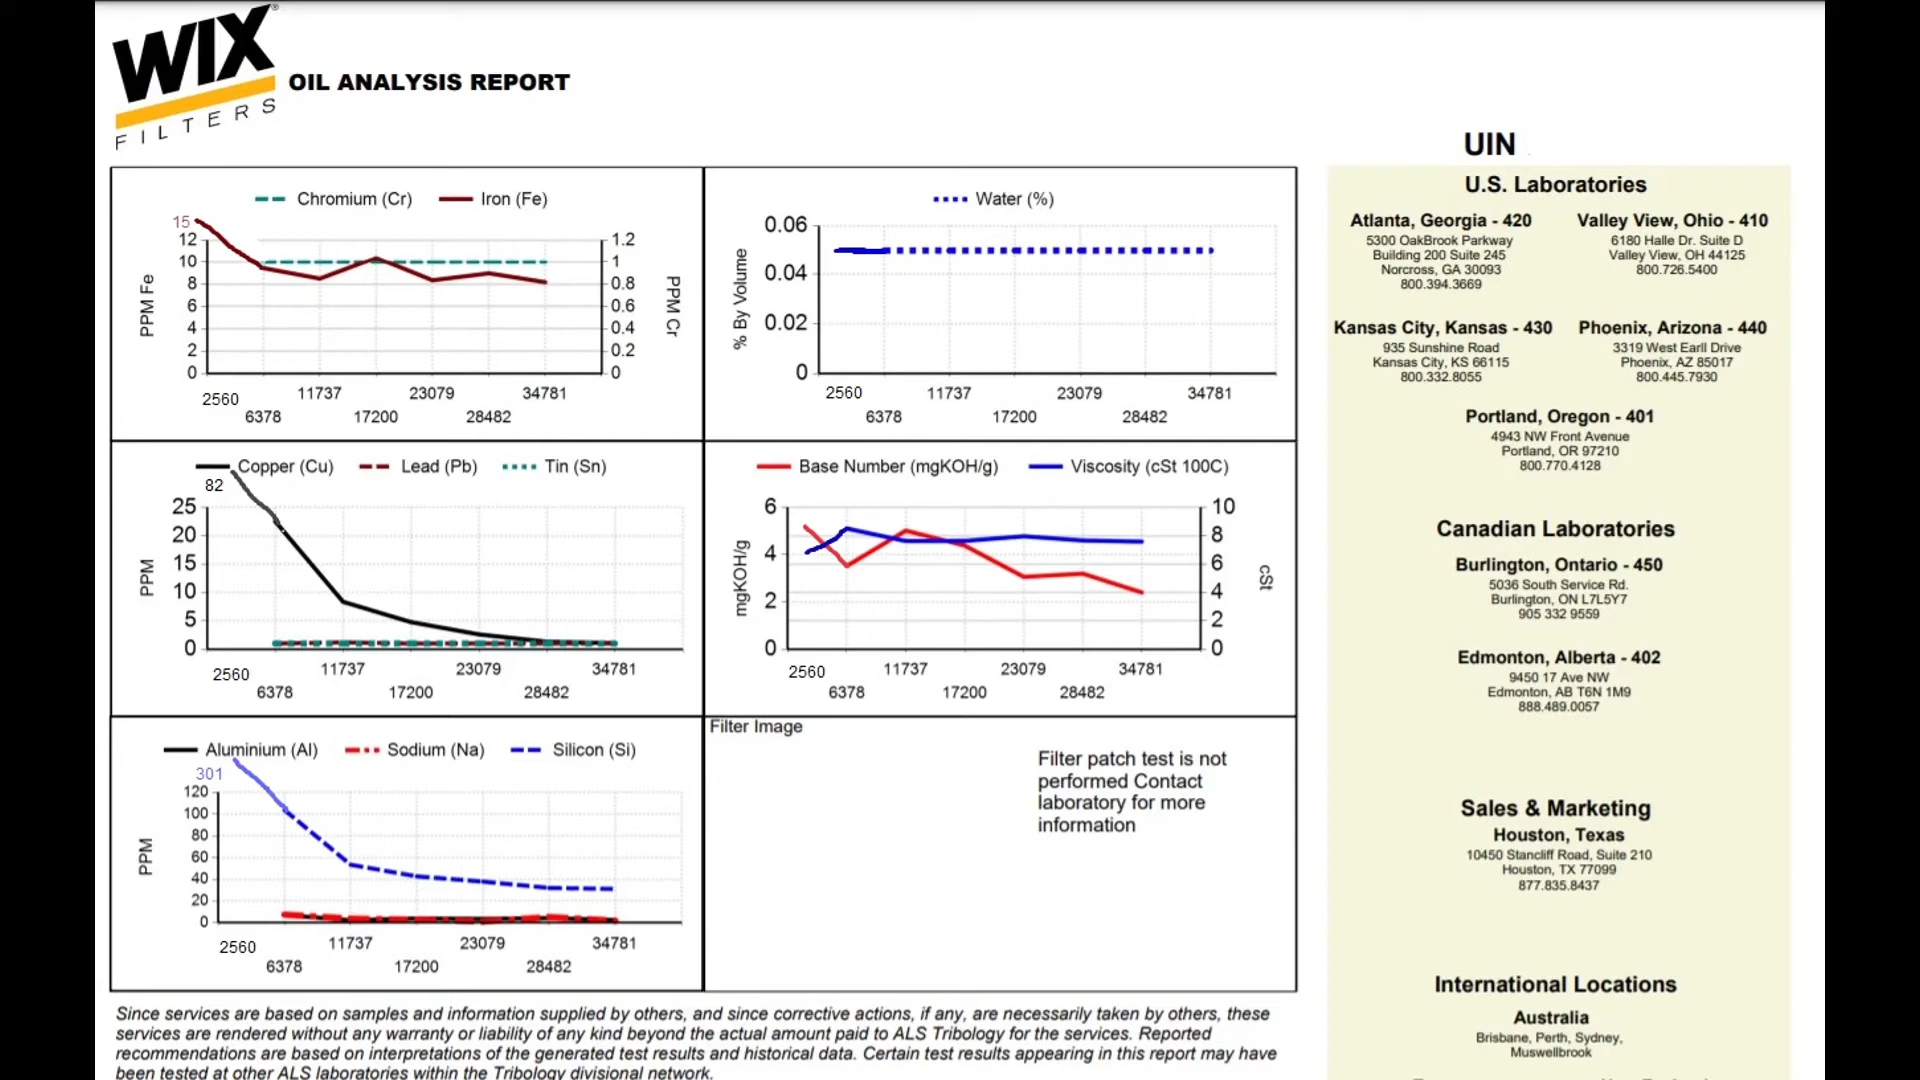 WIX®
FILTERS
OIL ANALYSIS REPORT
Chromium (Cr) Iron (Fe)
15
12
10
8
6
4
2
0
PPM Fe
1.2
1
0.8
0.6
0.4
0.2
0
PPM Cr
2560 11737 23079 34781
6378 17200 28482
Water (%)
0.06
0.04
0.02
0
% By Volume
2560 11737 23079 34781
6378 17200 28482
Copper (Cu) Lead (Pb) Tin (Sn)
82
25
20
15
10
5
0
PPM
2560 11737 23079 34781
6378 17200 28482
Base Number (mgKOH/g) Viscosity (cSt 100C)
6
4
2
0
mgKOH/g
10
8
6
4
2
0
cSt
2560 11737 23079 34781
6378 17200 28482
Aluminium (Al) Sodium (Na) Silicon (Si)
301
120
100
80
60
40
20
0
PPM
2560 11737 23079 34781
6378 17200 28482
Filter Image
Filter patch test is not
performed Contact
laboratory for more
information
Since services are based on samples and information supplied by others, and since corrective actions, if any, are necessarily taken by others, these
services are rendered without any warranty or liability of any kind beyond the actual amount paid to ALS Tribology for the services. Reported
recommendations are based on interpretations of the generated test results and historical data. Certain test results appearing in this report may have
been tested at other ALS laboratories within the Tribology divisional network.
UIN
U.S. Laboratories
Atlanta, Georgia - 420
5300 OakBrook Parkway
Building 200 Suite 245
Norcross, GA 30093
800.394.3669
Valley View, Ohio - 410
6180 Halle Dr. Suite D
Valley View, OH 44125
800.726.5400
Kansas City, Kansas - 430
935 Sunshine Road
Kansas City, KS 66115
800.332.8055
Phoenix, Arizona - 440
3319 West Earll Drive
Phoenix, AZ 85017
800.445.7930
Portland, Oregon - 401
4943 NW Front Avenue
Portland, OR 97210
800.770.4128
Canadian Laboratories
Burlington, Ontario - 450
5036 South Service Rd.
Burlington, ON L7L5Y7
905 332 9559
Edmonton, Alberta - 402
9450 17 Ave NW
Edmonton, AB T6N 1M9
888.489.0057
Sales & Marketing
Houston, Texas
10450 Stancliff Road, Suite 210
Houston, TX 77099
877.835.8437
International Locations
Australia
Brisbane, Perth, Sydney,
Muswellbrook